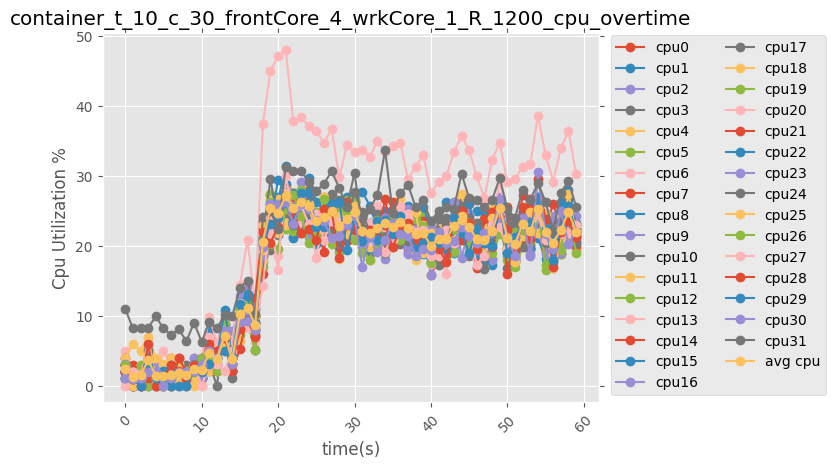 container_t_10_c_30_frontCore_4_wrkCore_1_R_1200_cpu_overtime
50
40
30
20
10
0
Cpu Utilization %
0
10
20
30
40
50
60
time(s)
cpu0
cpu1
cpu2
cpu3
cpu4
cpu5
cpu6
cpu7
cpu8
cpu9
cpu10
cpu11
cpu12
cpu13
cpu14
cpu15
cpu16
cpu17
cpu18
cpu19
cpu20
cpu21
cpu22
cpu23
cpu24
cpu25
cpu26
cpu27
cpu28
cpu29
cpu30
cpu31
avg cpu